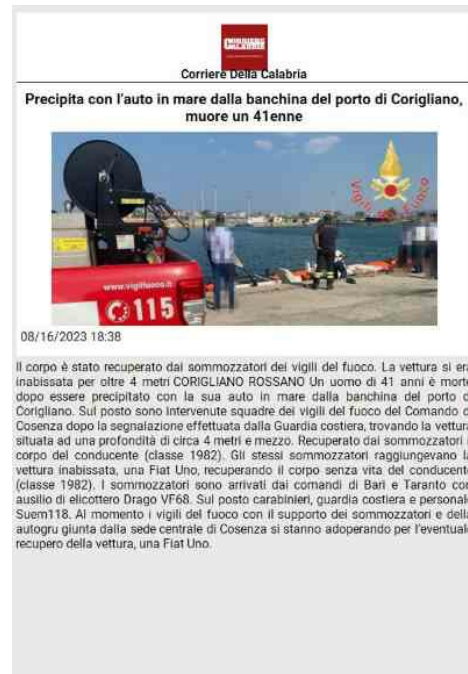 CORRIERE
CALABRIA
Corriere Della Calabria
Precipita con l'auto in mare dalla banchina del porto di Corigliano,
muore un 41enne
Vigili del Fuoco
www.vigilfuoco.it
115
08/16/2023 18:38
Il corpo è stato recuperato dai sommozzatori dei vigili del fuoco. La vettura si era
inabissata per oltre 4 metri CORIGLIANO ROSSANO Un uomo di 41 anni è morto
dopo essere precipitato con la sua auto in mare dalla banchina del porto d
Corigliano. Sul posto sono intervenute squadre dei vigili del fuoco del Comando d
Cosenza dopo la segnalazione effettuata dalla Guardia costiera, trovando la vettura
situata ad una profondità di circa 4 metri e mezzo. Recuperato dai sommozzatori i
corpo del conducente (classe 1982). Gli stessi sommozzatori raggiungevano la
vettura inabissata, una Fiat Uno, recuperando il corpo senza vita del conducente
(classe 1982). I sommozzatori sono arrivati dai comandi di Bari e Taranto con
ausilio di elicottero Drago VF68. Sul posto carabinieri, guardia costiera e personale
Suem118. Al momento i vigili del fuoco con il supporto dei sommozzatori e della
autogru giunta dalla sede centrale di Cosenza si stanno adoperando per l'eventuale
recupero della vettura, una Fiat Uno.